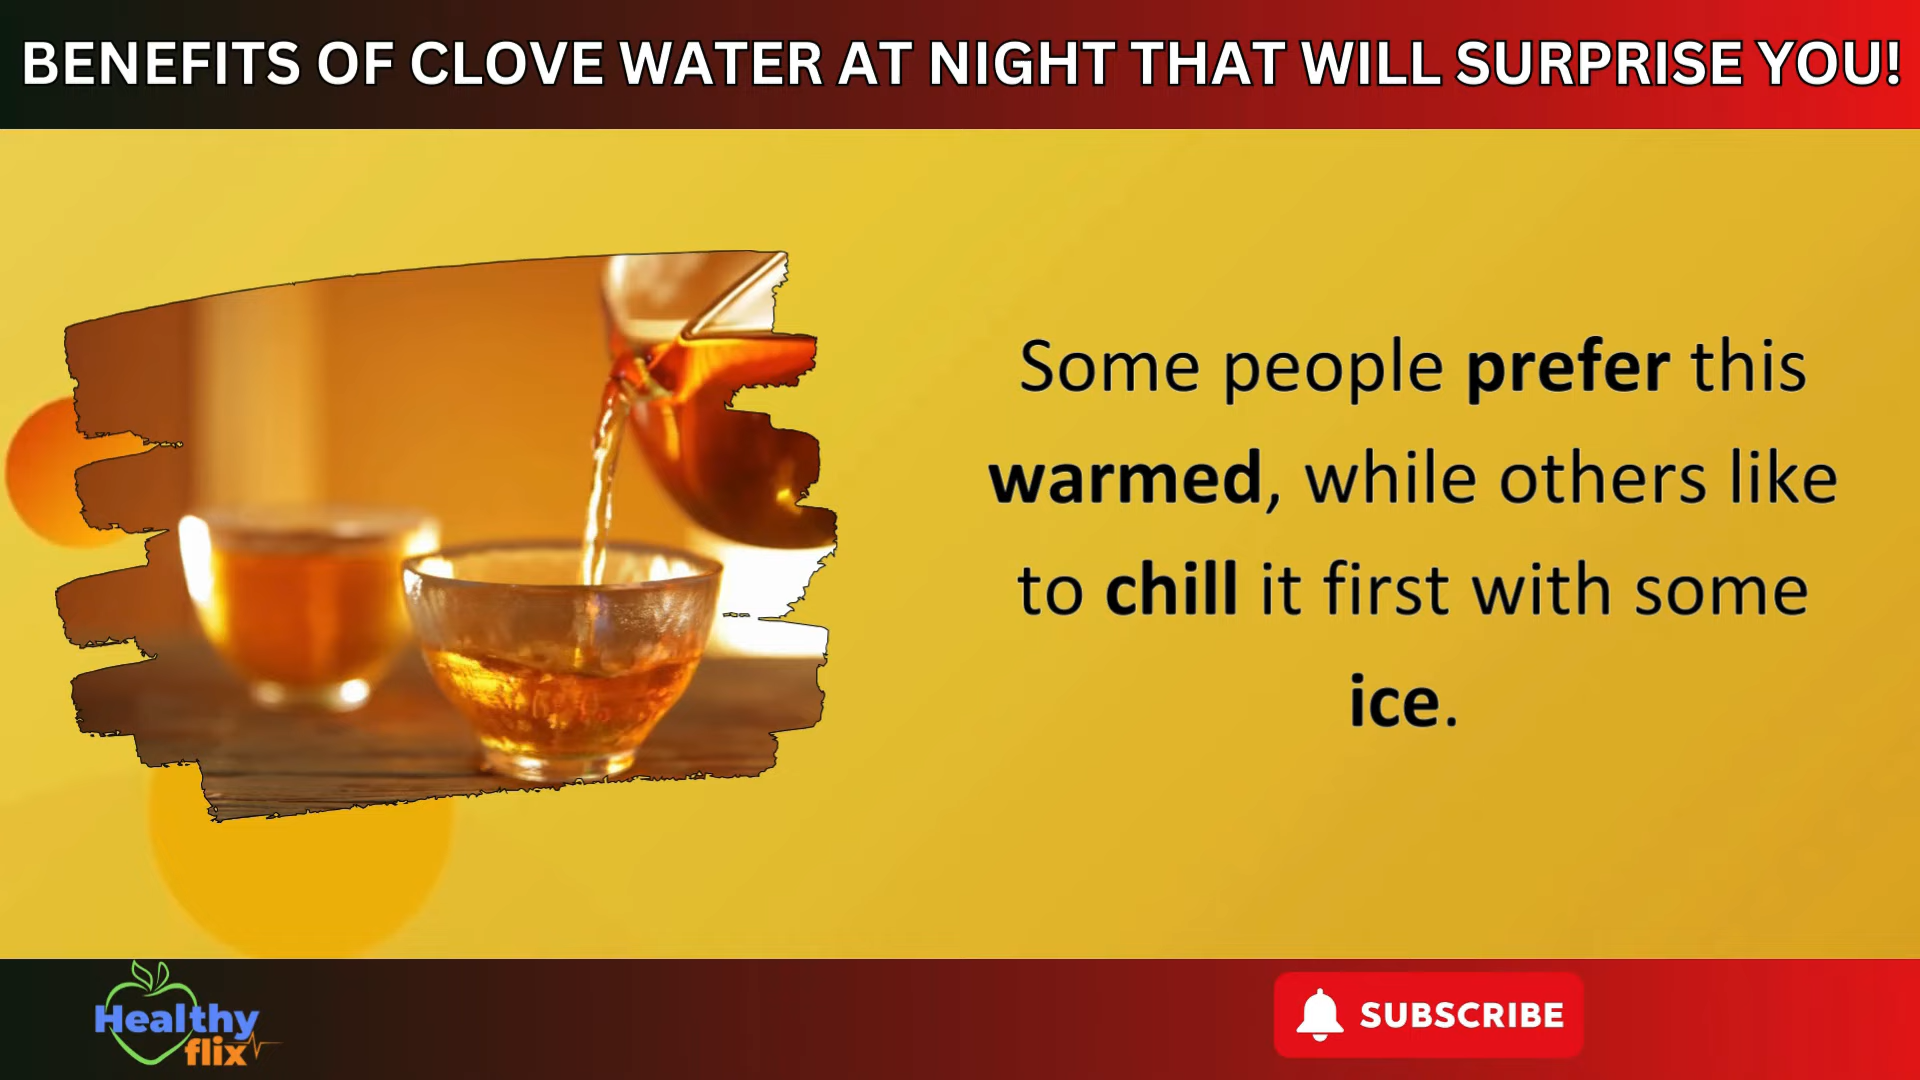 BENEFITS OF CLOVE WATER AT NIGHT THAT WILL SURPRISE YOU!
Some people prefer this
warmed, while others like
to chill it first with some
ice.
Healthy
flix
SUBSCRIBE